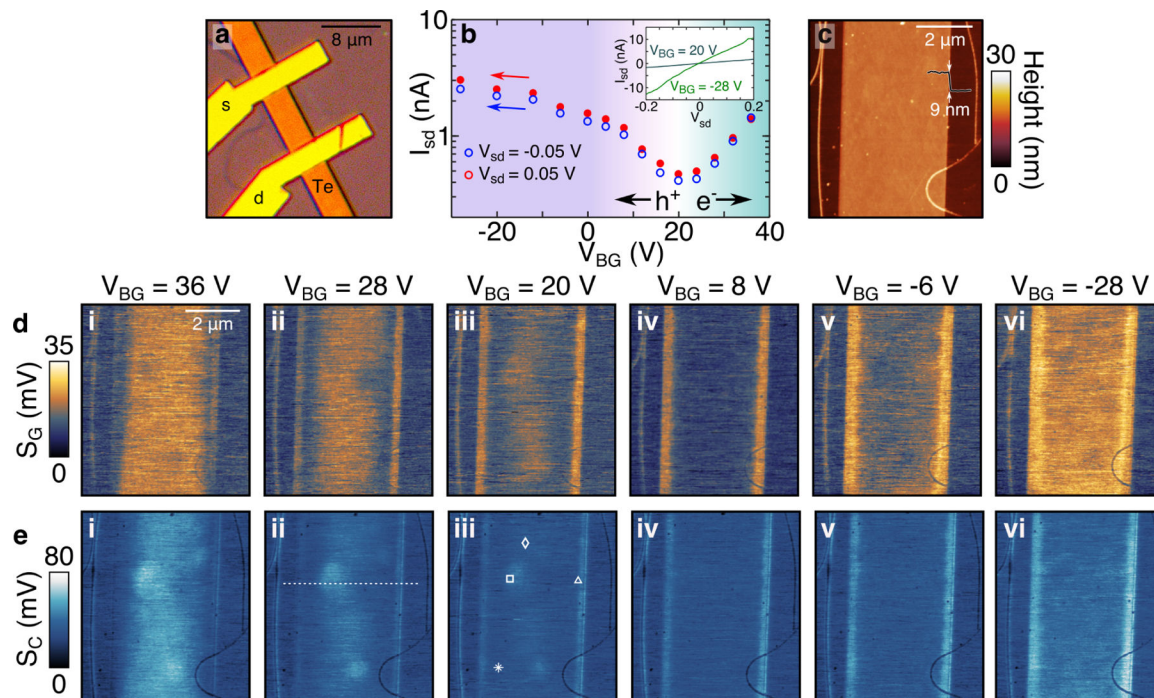 a
8 µm
s
d
Te
b
10
1
I_sd (nA)
-20
0
20
40
V_BG (V)
V_sd = -0.05 V
V_sd = 0.05 V
h⁺ e⁻
10
0
-10
I_sd (nA)
V_BG = 20 V
V_BG = -28 V
-0.2
0
0.2
V_sd
c
2 µm
9 nm
30
0
Height (nm)
V_BG = 36 V
V_BG = 28 V
V_BG = 20 V
V_BG = 8 V
V_BG = -6 V
V_BG = -28 V
d
35
0
S_G (mV)
i
2 µm
ii
iii
iv
v
vi
e
80
0
S_C (mV)
i
ii
iii
iv
v
vi